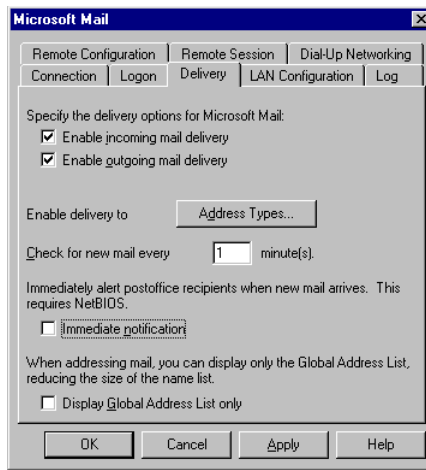 Microsoft Mail
Remote Configuration Remote Session Dial-Up Networking
Connection Logon Delivery LAN Configuration Log
Specify the delivery options for Microsoft Mail:
Enable incoming mail delivery
Enable outgoing mail delivery
Enable delivery to Address Types...
Check for new mail every 1 minute(s).
Immediately alert postoffice recipients when new mail arrives. This
requires NetBIOS.
Immediate notification
When addressing mail, you can display only the Global Address List,
reducing the size of the name list.
Display Global Address List only
OK Cancel Apply Help